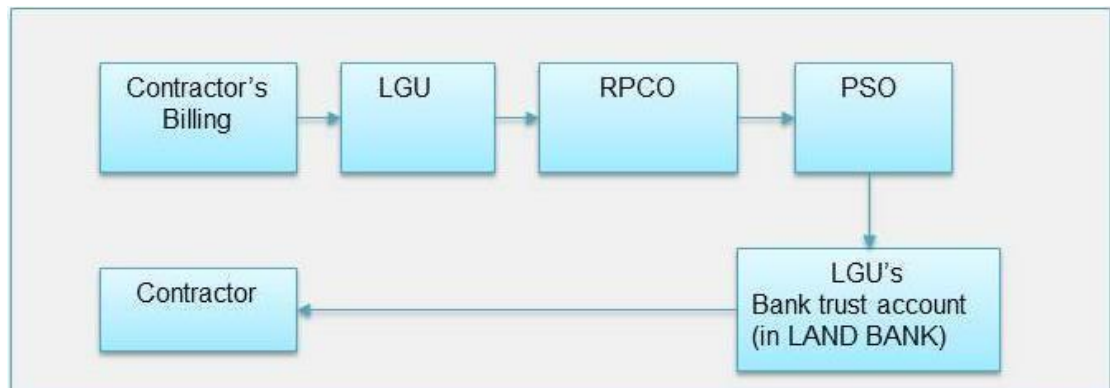 Contractor's
Billing
LGU
RPCO
PSO
LGU's
Bank trust account
(in LAND BANK)
Contractor